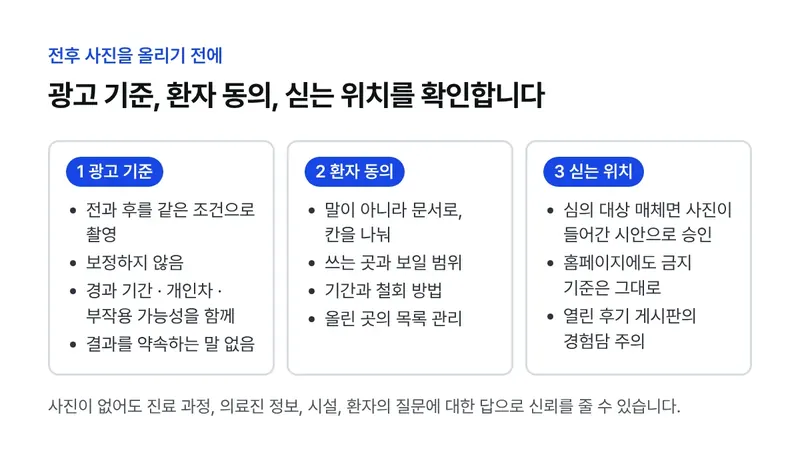 전후 사진을 올리기 전에
광고 기준, 환자 동의, 싣는 위치를 확인합니다
1 광고 기준
• 전과 후를 같은 조건으로
촬영
• 보정하지 않음
• 경과 기간 · 개인차 ·
부작용 가능성을 함께
• 결과를 약속하는 말 없음
2 환자 동의
• 말이 아니라 문서로,
칸을 나눠
• 쓰는 곳과 보일 범위
• 기간과 철회 방법
• 올린 곳의 목록 관리
3 싣는 위치
• 심의 대상 매체면 사진이
들어간 시안으로 승인
• 홈페이지에도 금지
기준은 그대로
• 열린 후기 게시판의
경험담 주의
사진이 없어도 진료 과정, 의료진 정보, 시설, 환자의 질문에 대한 답으로 신뢰를 줄 수 있습니다.